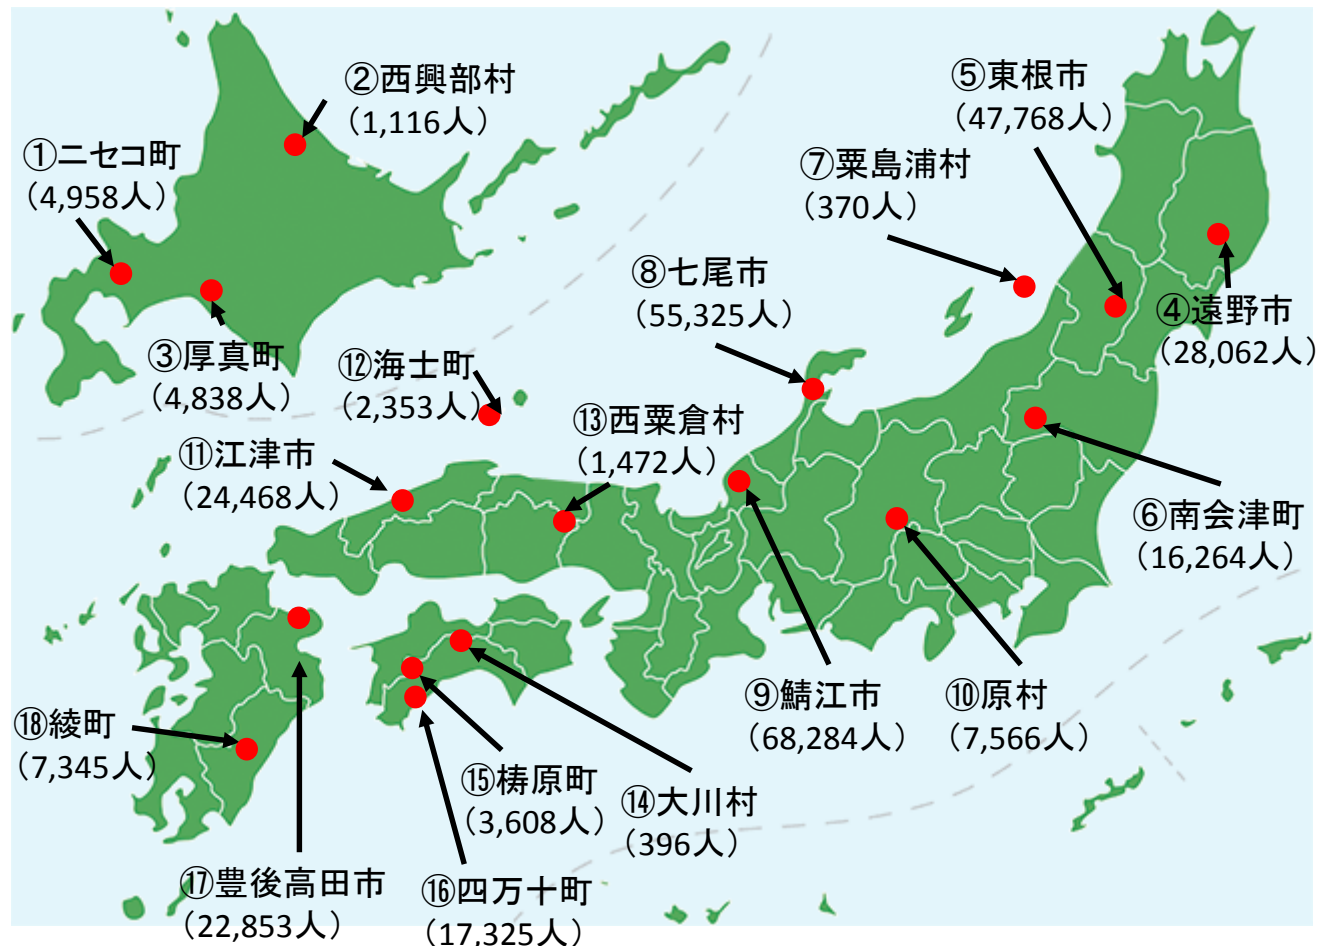 ①ニセコ町
（4,958人）
②西興部村
（1,116人）
③厚真町
（4,838人）
④遠野市
（28,062人）
⑤東根市
（47,768人）
⑥南会津町
（16,264人）
⑦粟島浦村
（370人）
⑧七尾市
（55,325人）
⑨鯖江市
（68,284人）
⑩原村
（7,566人）
⑪江津市
（24,468人）
⑫海士町
（2,353人）
⑬西粟倉村
（1,472人）
⑭大川村
（396人）
⑮梼原町
（3,608人）
⑯四万十町
（17,325人）
⑰豊後高田市
（22,853人）
⑱綾町
（7,345人）